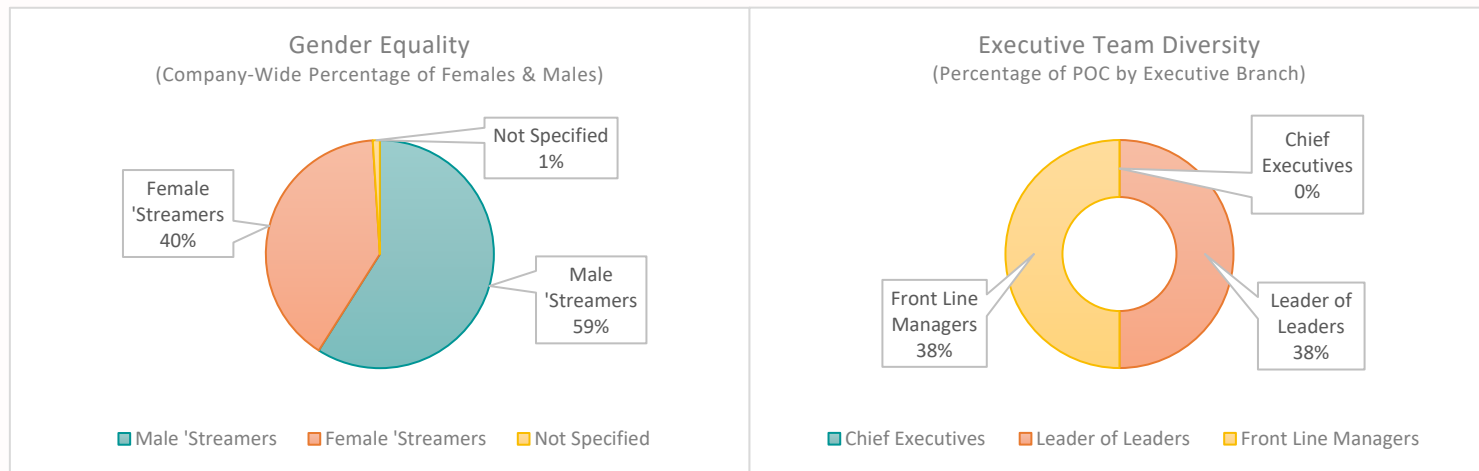 Gender Equality
(Company-Wide Percentage of Females & Males)
Not Specified
1%
Female
'Streamers
40%
Male
'Streamers
59%
Male 'Streamers
Female 'Streamers
Not Specified
Executive Team Diversity
(Percentage of POC by Executive Branch)
Chief
Executives
0%
Front Line
Managers
38%
Leader of
Leaders
38%
Chief Executives
Leader of Leaders
Front Line Managers